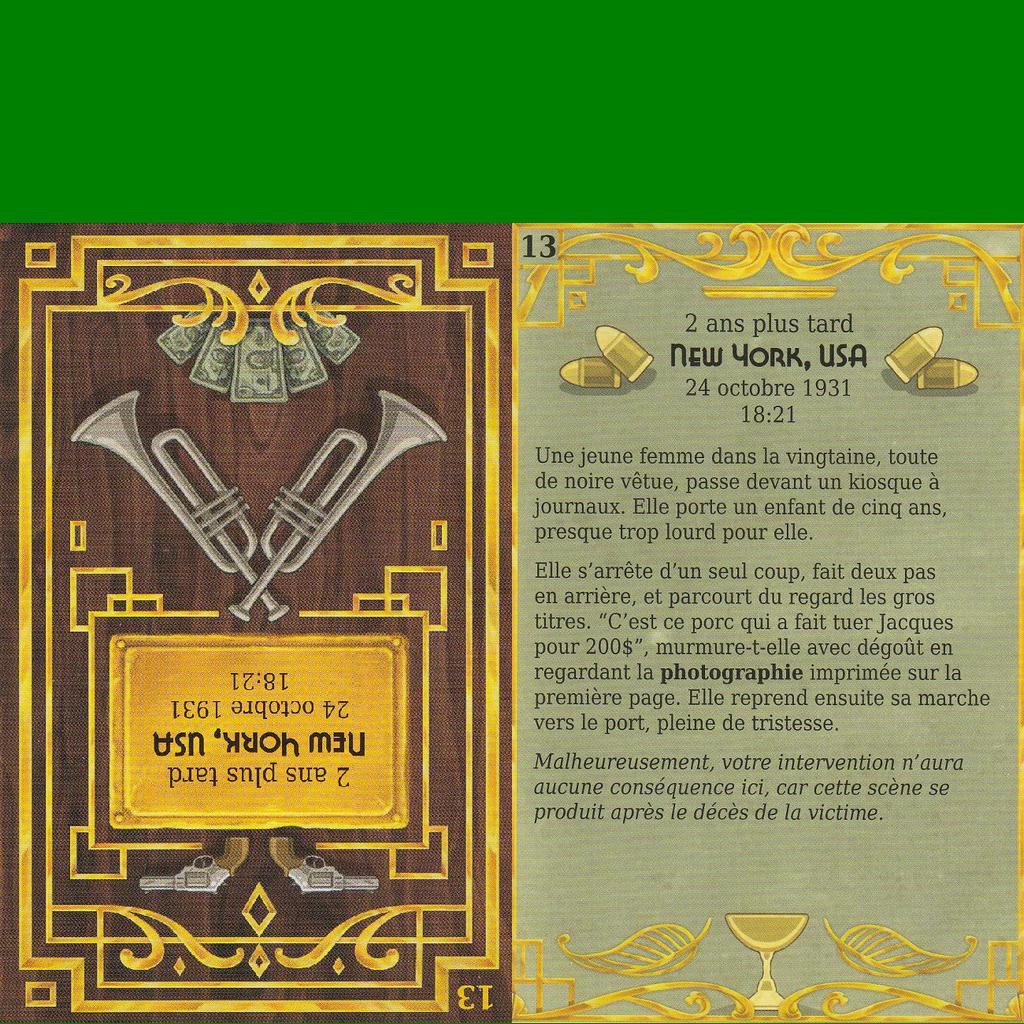 2 ans plus tard
New York, USA
24 octobre 1931
18:21
13
13
2 ans plus tard
New York, USA
24 octobre 1931
18:21
Une jeune femme dans la vingtaine, toute
de noire vêtue, passe devant un kiosque à
journaux. Elle porte un enfant de cinq ans,
presque trop lourd pour elle.
Elle s’arrête d’un seul coup, fait deux pas
en arrière, et parcourt du regard les gros
titres. “C’est ce porc qui a fait tuer Jacques
pour 200$”, murmure-t-elle avec dégoût en
regardant la photographie imprimée sur la
première page. Elle reprend ensuite sa marche
vers le port, pleine de tristesse.
Malheureusement, votre intervention n’aura
aucune conséquence ici, car cette scène se
produit après le décès de la victime.